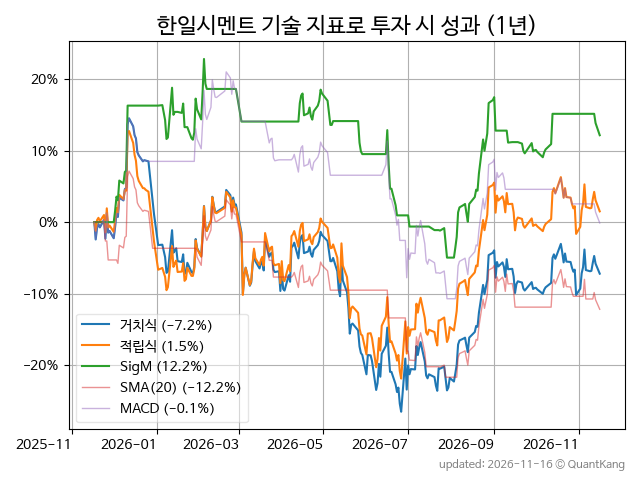 한일시멘트 기술 지표로 투자 시 성과 (1년)
20%
10%
0%
−10%
−20%
거치식 (−7.2%)
적립식 (1.5%)
SigM (12.2%)
SMA(20) (−12.2%)
MACD (−0.1%)
2025-11 2026-01 2026-03 2026-05 2026-07 2026-09 2026-11
updated: 2026-11-16 © QuantKang